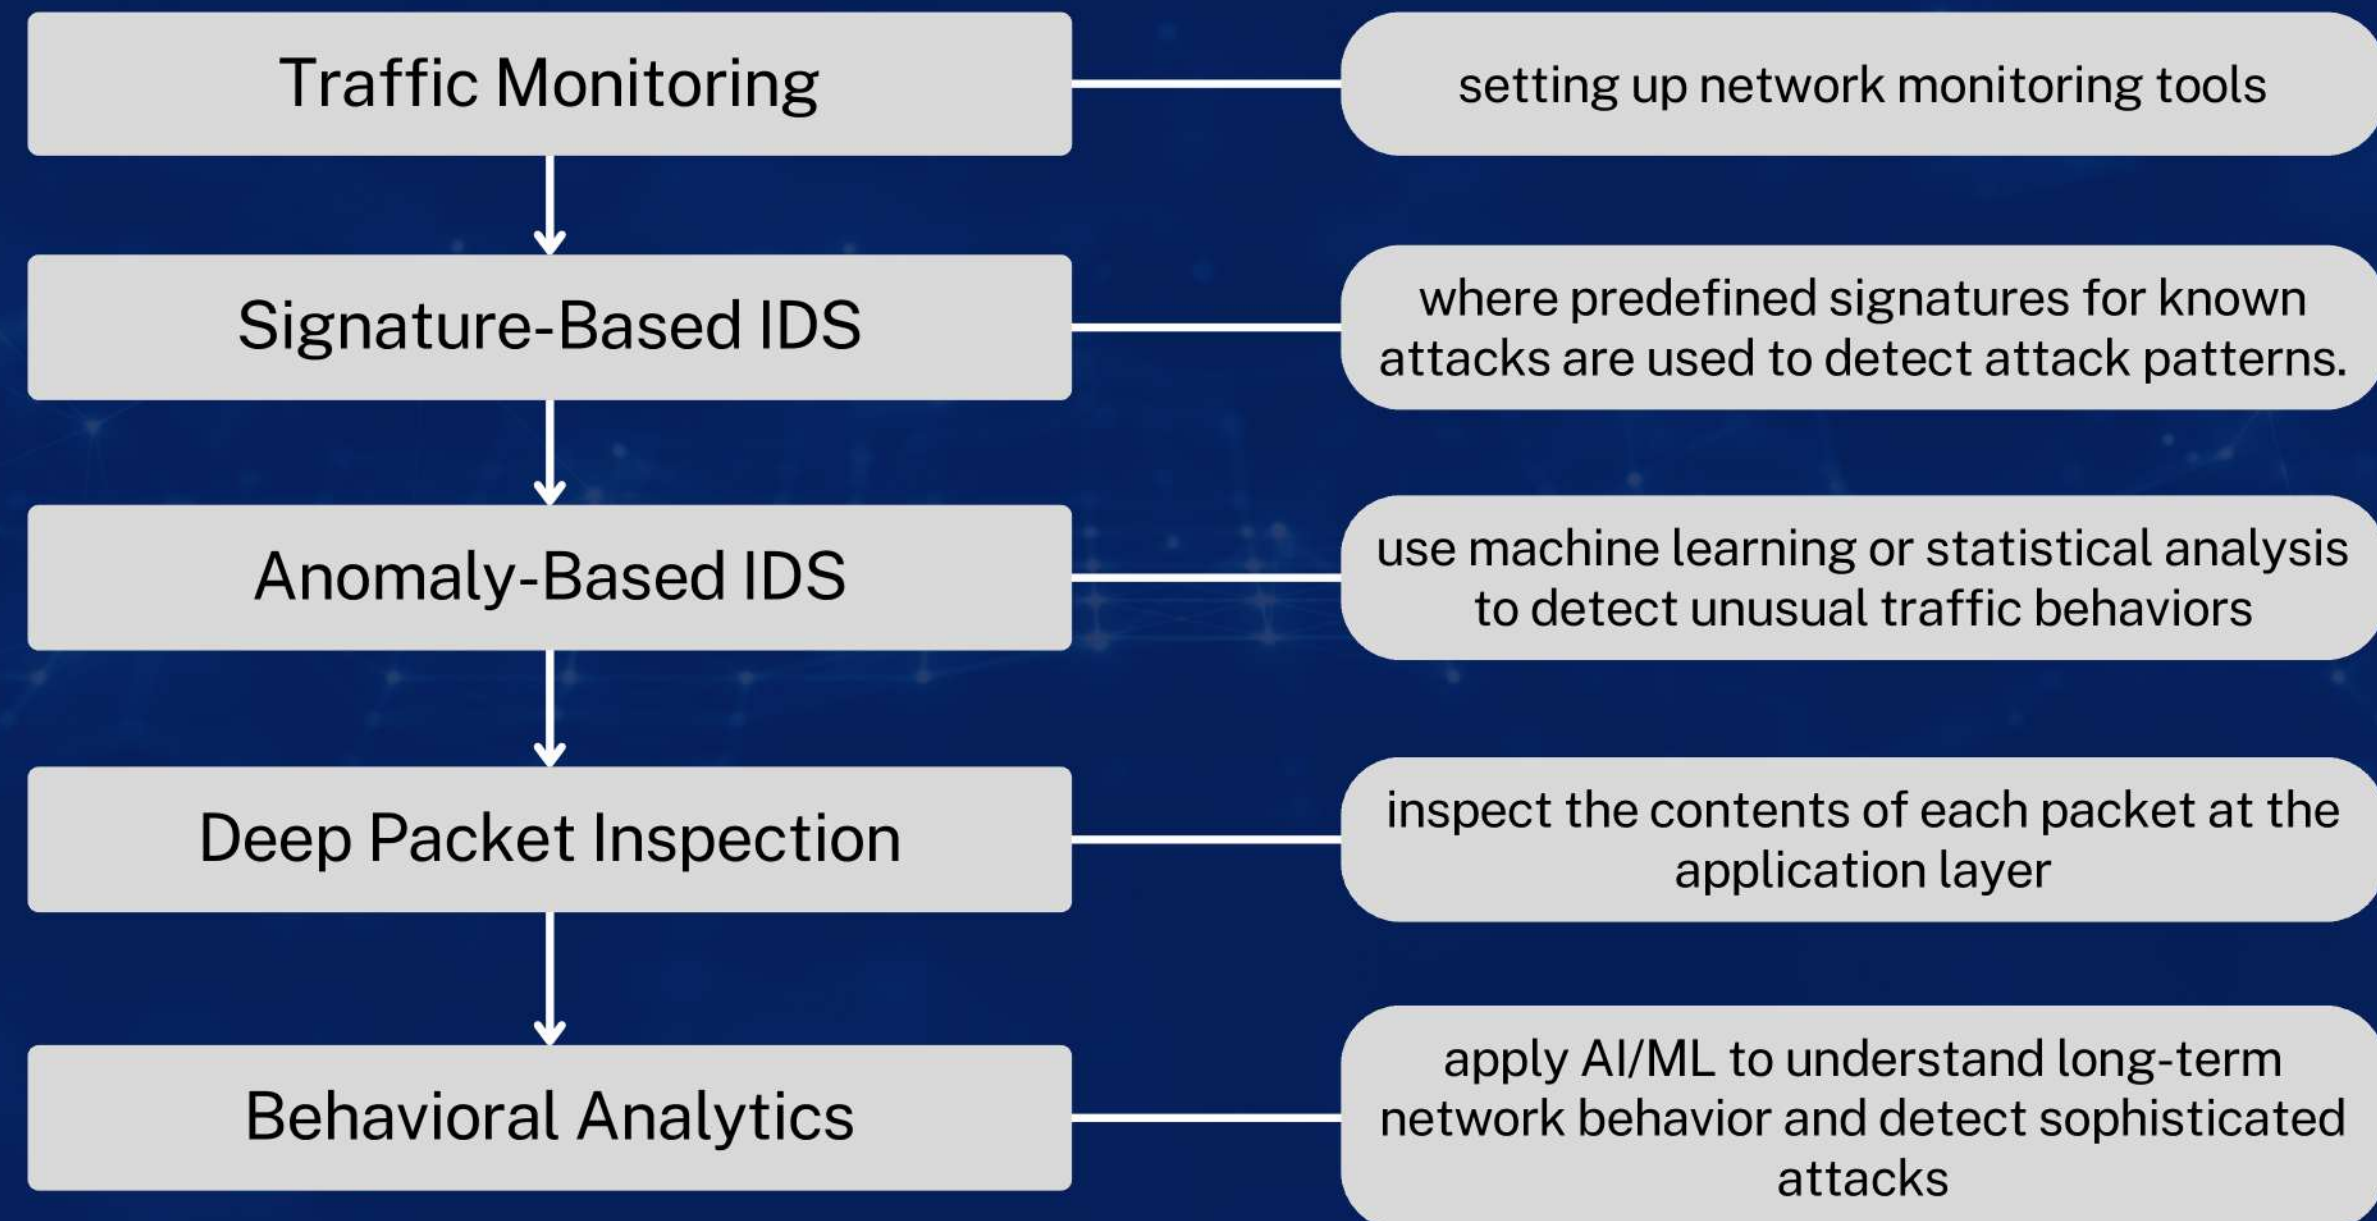 Traffic Monitoring
setting up network monitoring tools
Signature-Based IDS
where predefined signatures for known
attacks are used to detect attack patterns.
Anomaly-Based IDS
use machine learning or statistical analysis
to detect unusual traffic behaviors
Deep Packet Inspection
inspect the contents of each packet at the
application layer
Behavioral Analytics
apply AI/ML to understand long-term
network behavior and detect sophisticated
attacks